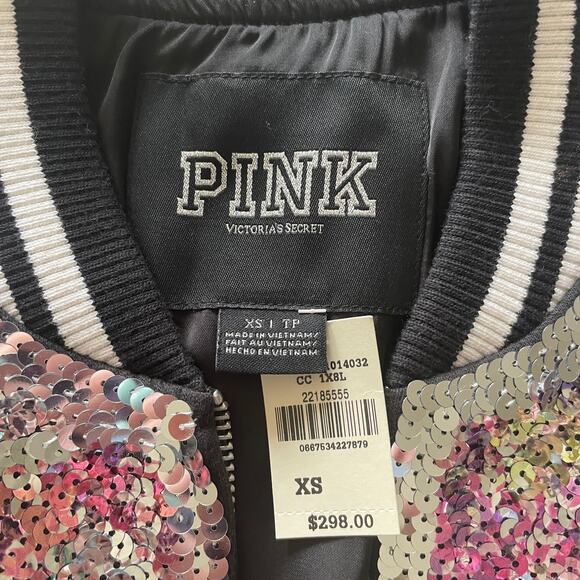 PINK
VICTORIA'S SECRET
XS | TP
MADE IN VIETNAM/
FAIT AU VIETNAM/
HECHO EN VIETNAM
1014032
CC 1X8L
22185555
0667534227879
XS
$298.00